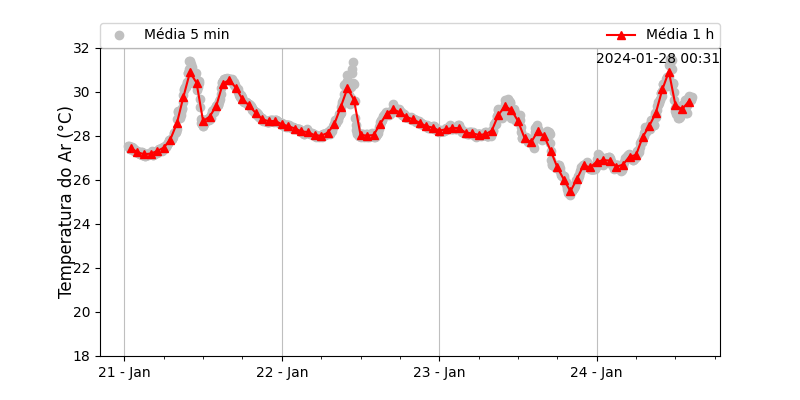 Média 5 min
Média 1 h
2024-01-28 00:31
Temperatura do Ar (°C)
32
30
28
26
24
22
20
18
21 - Jan
22 - Jan
23 - Jan
24 - Jan